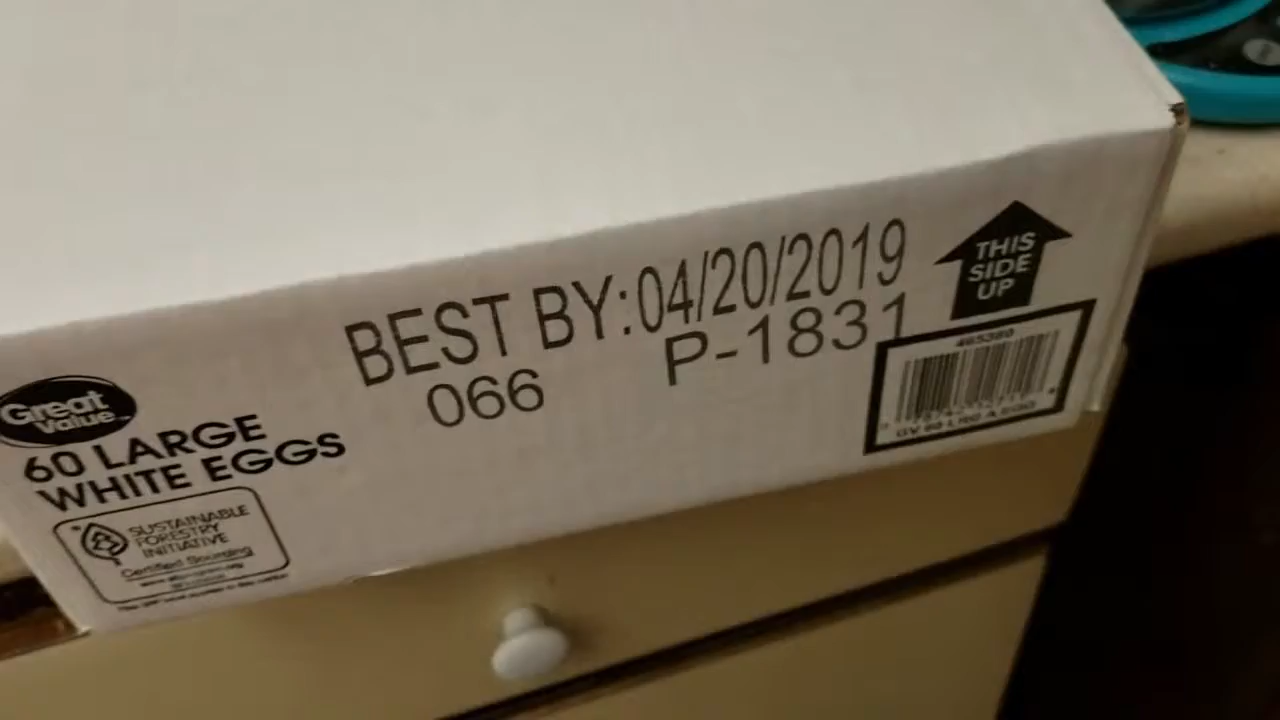 BEST BY:04/20/2019
066 P-1831
THIS
SIDE
UP
465380
Great
Value
60 LARGE
WHITE EGGS
SUSTAINABLE
FORESTRY
INITIATIVE
Certified Sourcing